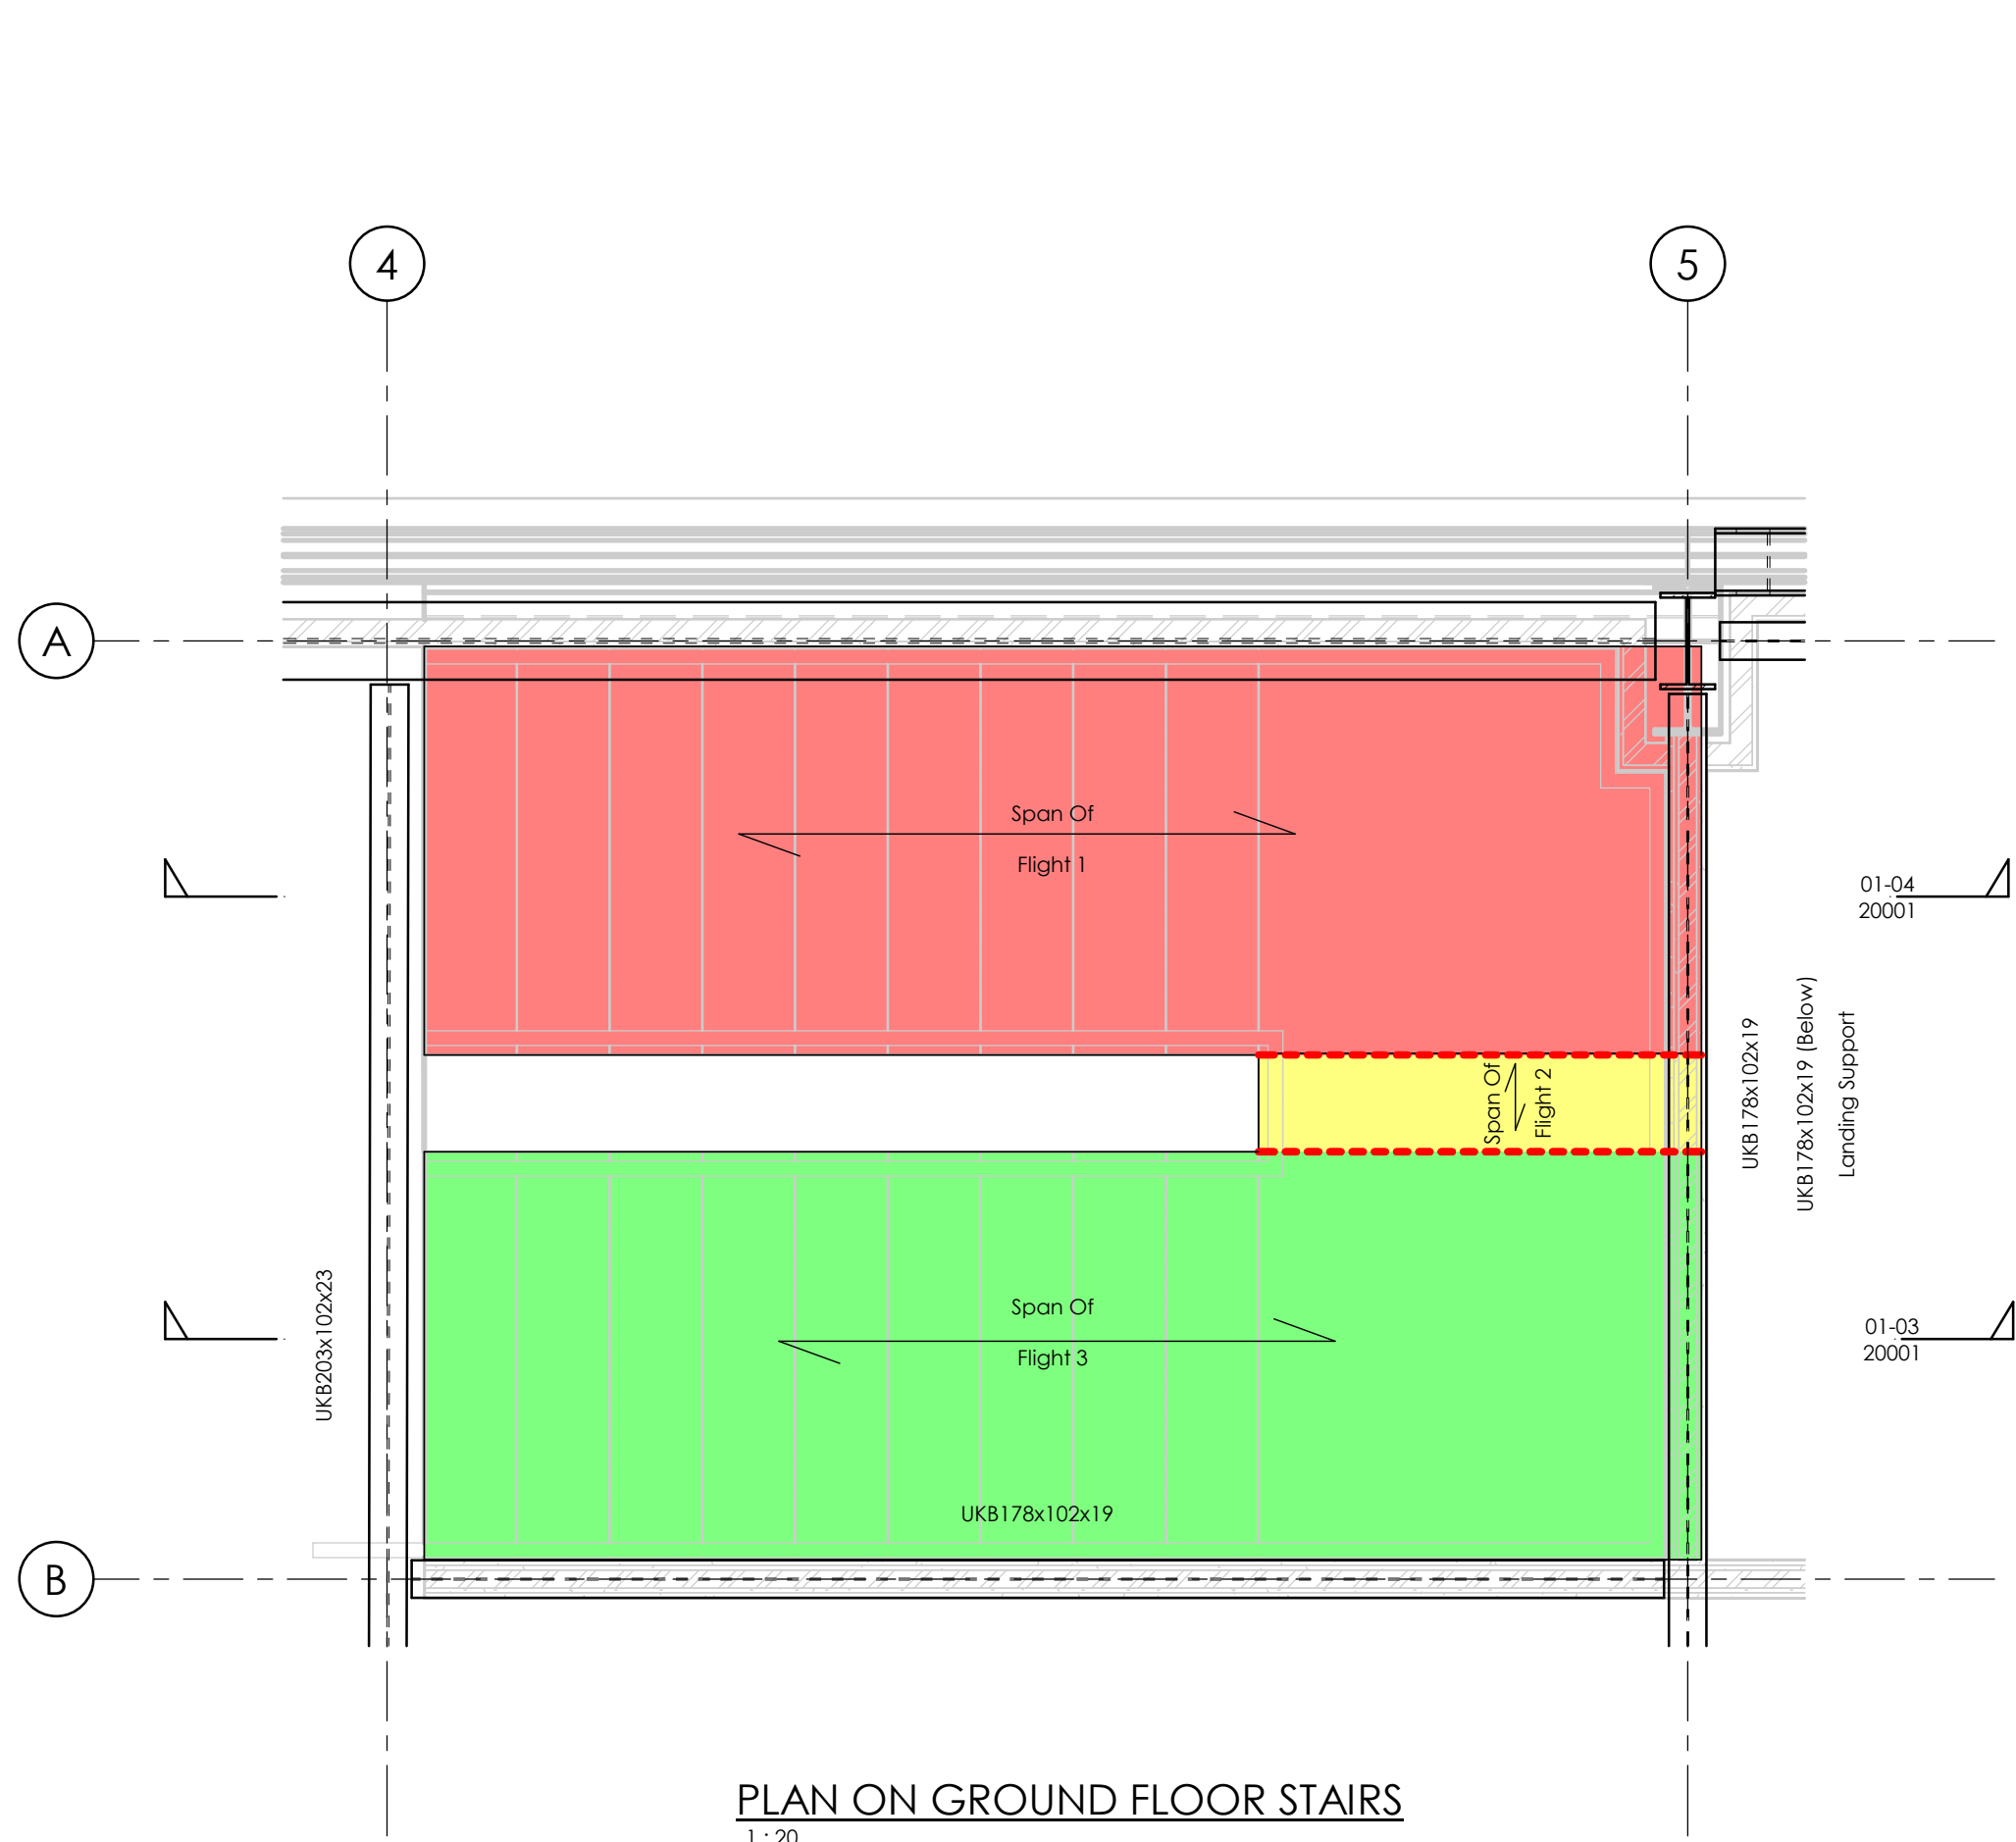 4
5
A
Span Of
Flight 1
01-04
20001
Span Of
Flight 2
UKB178x102x19
UKB178x102x19 (Below)
Landing Support
UKB203x102x23
Span Of
Flight 3
01-03
20001
UKB178x102x19
B
PLAN ON GROUND FLOOR STAIRS
1 : 20